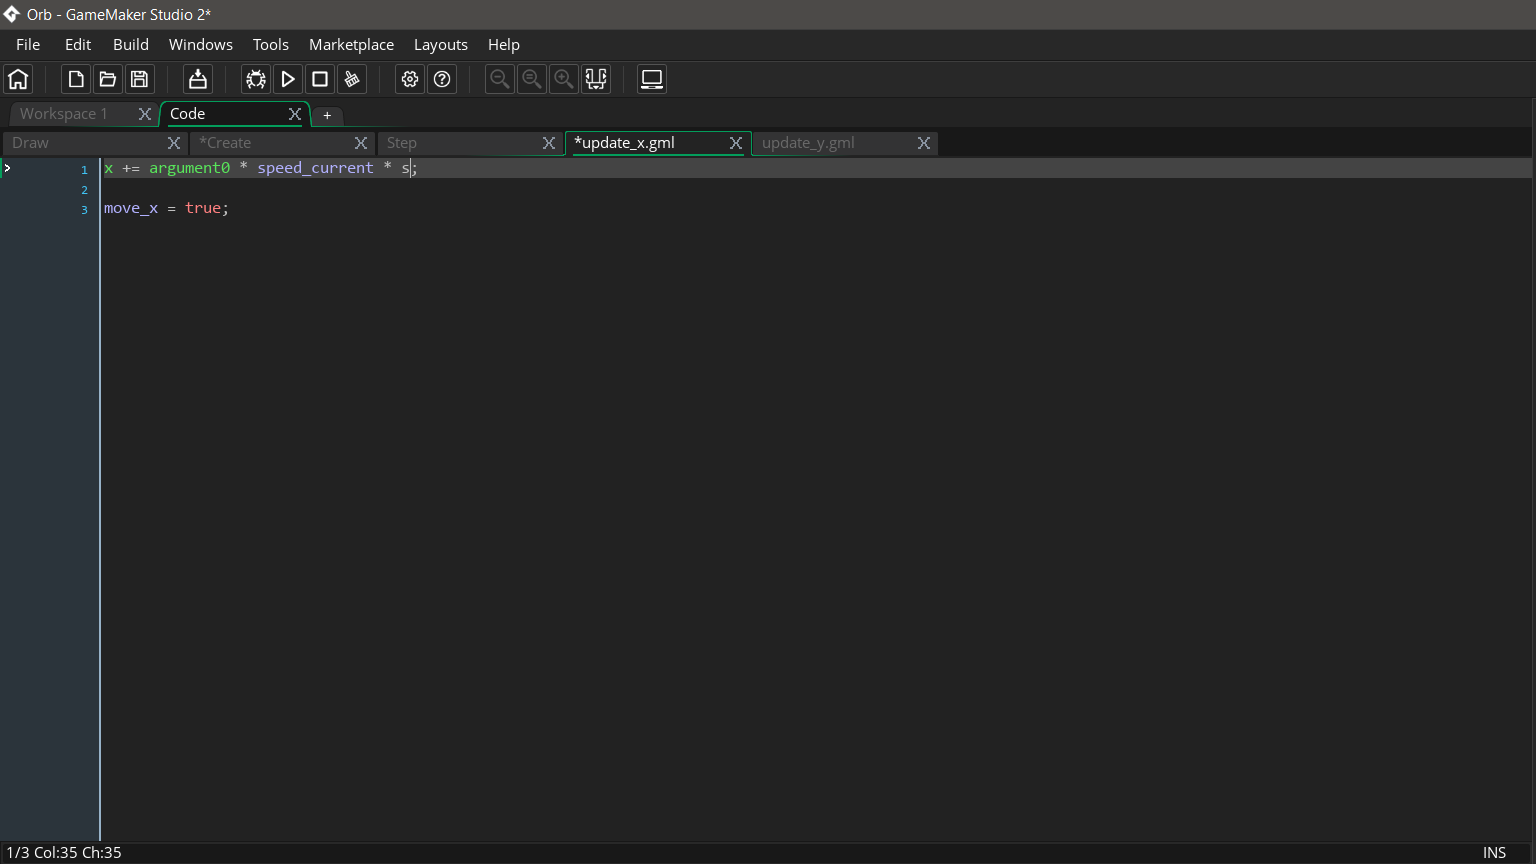 Orb - GameMaker Studio 2*
File Edit Build Windows Tools Marketplace Layouts Help
Workspace 1 Code +
Draw *Create Step *update_x.gml update_y.gml
1 x += argument0 * speed_current * s;
2
3 move_x = true;
1/3 Col:35 Ch:35 INS